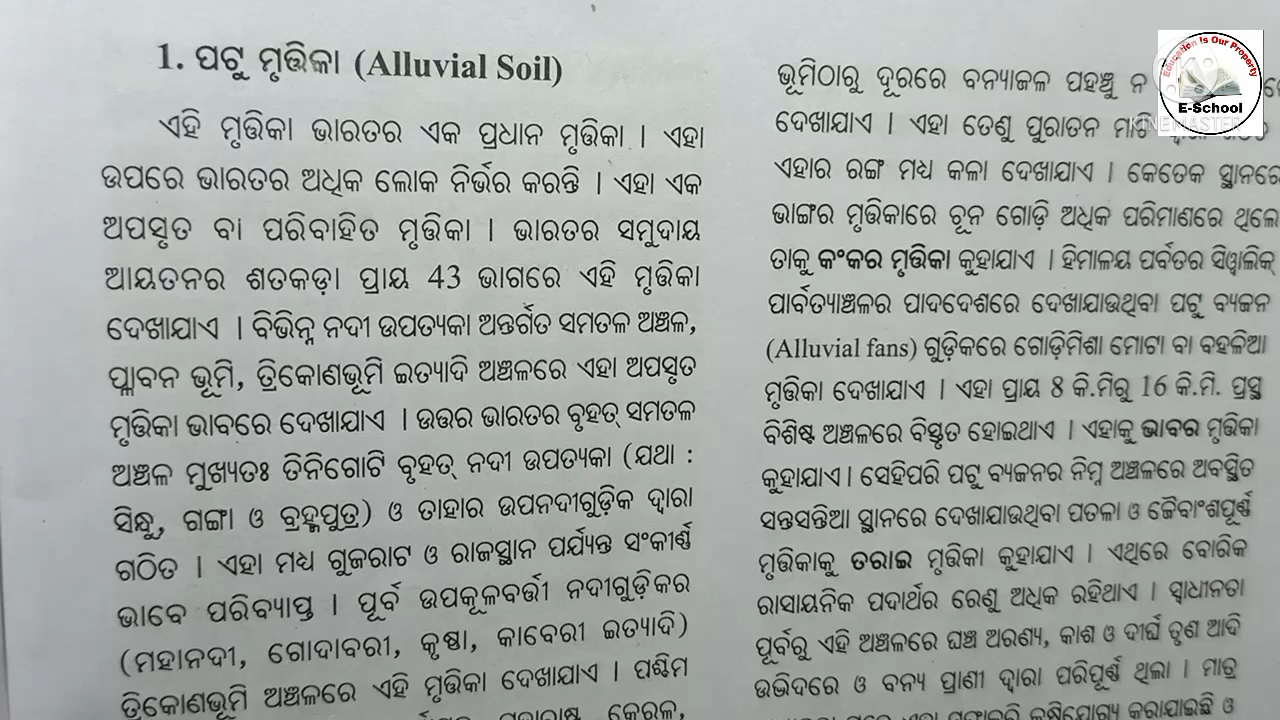 1. ପଟୁ ମୃତ୍ତିକା (Alluvial Soil)
ଏହି ମୃତ୍ତିକା ଭାରତର ଏକ ପ୍ରଧାନ ମୃତ୍ତିକା । ଏହା
ଉପରେ ଭାରତର ଅଧିକ ଲୋକ ନିର୍ଭର କରନ୍ତି । ଏହା ଏକ
ଅପସୃତ ବା ପରିବାହିତ ମୃତ୍ତିକା । ଭାରତର ସମୁଦାୟ
ଆୟତନର ଶତକଡ଼ା ପ୍ରାୟ 43 ଭାଗରେ ଏହି ମୃତ୍ତିକା
ଦେଖାଯାଏ । ବିଭିନ୍ନ ନଦୀ ଉପତ୍ୟକା ଅନ୍ତର୍ଗତ ସମତଳ ଅଞ୍ଚଳ,
ପ୍ଳାବନ ଭୂମି, ତ୍ରିକୋଣଭୂମି ଇତ୍ୟାଦି ଅଞ୍ଚଳରେ ଏହା ଅପସୃତ
ମୃତ୍ତିକା ଭାବରେ ଦେଖାଯାଏ । ଉତ୍ତର ଭାରତର ବୃହତ୍ ସମତଳ
ଅଞ୍ଚଳ ମୁଖ୍ୟତଃ ତିନିଗୋଟି ବୃହତ୍ ନଦୀ ଉପତ୍ୟକା (ଯଥା :
ସିନ୍ଧୁ, ଗଙ୍ଗା ଓ ବ୍ରହ୍ମପୁତ୍ର) ଓ ତାହାର ଉପନଦୀଗୁଡ଼ିକ ଦ୍ୱାରା
ଗଠିତ । ଏହା ମଧ୍ୟ ଗୁଜରାଟ ଓ ରାଜସ୍ଥାନ ପର୍ଯ୍ୟନ୍ତ ସଂକୀର୍ଣ୍ଣ
ଭାବେ ପରିବ୍ୟାପ୍ତ । ପୂର୍ବ ଉପକୂଳବର୍ତ୍ତୀ ନଦୀଗୁଡ଼ିକର
(ମହାନଦୀ, ଗୋଦାବରୀ, କୃଷ୍ଣା, କାବେରୀ ଇତ୍ୟାଦି)
ତ୍ରିକୋଣଭୂମି ଅଞ୍ଚଳରେ ଏହି ମୃତ୍ତିକା ଦେଖାଯାଏ । ପଶ୍ଚିମ
କେରଳ,
ଭୂମିଠାରୁ ଦୂରରେ ବନ୍ୟାଜଳ ପହଞ୍ଚୁ ନ
ଦେଖାଯାଏ । ଏହା ତେଣୁ ପୁରାତନ
ଏହାର ରଙ୍ଗ ମଧ୍ୟ କଳା ଦେଖାଯାଏ । କେତେକ ସ୍ଥାନରେ
ଭାଙ୍ଗର ମୃତ୍ତିକାରେ ଚୂନ ଗୋଡ଼ି ଅଧିକ ପରିମାଣରେ ଥିଲେ
ତାକୁ କଂକର ମୃତ୍ତିକା କୁହାଯାଏ । ହିମାଳୟ ପର୍ବତର ସିୱାଲିକ୍
ପାର୍ବତ୍ୟାଞ୍ଚଳର ପାଦଦେଶରେ ଦେଖାଯାଉଥିବା ପଟୁ ବ୍ୟଜନ
(Alluvial fans) ଗୁଡ଼ିକରେ ଗୋଡ଼ିମିଶା ମୋଟା ବା ବହଳିଆ
ମୃତ୍ତିକା ଦେଖାଯାଏ । ଏହା ପ୍ରାୟ 8 କି.ମିରୁ 16 କି.ମି. ପ୍ରସ୍ଥ
ବିଶିଷ୍ଟ ଅଞ୍ଚଳରେ ବିସ୍ତୃତ ହୋଇଥାଏ । ଏହାକୁ ଭାବର ମୃତ୍ତିକା
କୁହାଯାଏ । ସେହିପରି ପଟୁ ବ୍ୟଜନର ନିମ୍ନ ଅଞ୍ଚଳରେ ଅବସ୍ଥିତ
ସନ୍ତସନ୍ତିଆ ସ୍ଥାନରେ ଦେଖାଯାଉଥିବା ପତଳା ଓ ଜୈବାଂଶପୂର୍ଣ୍ଣ
ମୃତ୍ତିକାକୁ ତରାଇ ମୃତ୍ତିକା କୁହାଯାଏ । ଏଥିରେ ବୋରିକ
ରାସାୟନିକ ପଦାର୍ଥର ରେଣୁ ଅଧିକ ରହିଥାଏ । ସ୍ୱାଧୀନତା
ପୂର୍ବରୁ ଏହି ଅଞ୍ଚଳରେ ଘଞ୍ଚ ଅରଣ୍ୟ, କାଶ ଓ ଦୀର୍ଘ ତୃଣ ଆଦି
ଉଦ୍ଭିଦରେ ଓ ବନ୍ୟ ପ୍ରାଣୀ ଦ୍ୱାରା ପରିପୂର୍ଣ୍ଣ ଥିଲା । ମାତ୍ର
କୃଷିଯୋଗ୍ୟ କରାଯାଇଛି ଓ
Education Is Our Property
E-School
KINEMASTER